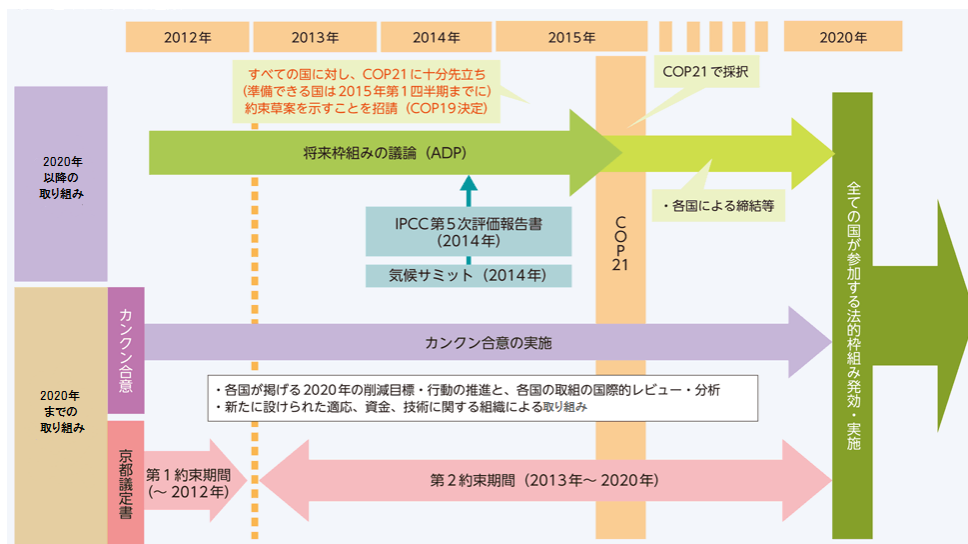 2012年
2013年
2014年
2015年
2020年
すべての国に対し、COP21に十分先立ち
(準備できる国は2015年第1四半期までに)
約束草案を示すことを招請（COP19決定）
COP21で採択
2020年
以降の
取り組み
将来枠組みの議論（ADP）
・各国による締結等
IPCC第5次評価報告書
（2014年）
気候サミット（2014年）
COP21
全ての国が参加する法的枠組み発効・実施
2020年
までの
取り組み
カンクン合意
カンクン合意の実施
・各国が掲げる2020年の削減目標・行動の推進と、各国の取組の国際的レビュー・分析
・新たに設けられた適応、資金、技術に関する組織による取り組み
京都議定書
第1約束期間
（～2012年）
第2約束期間（2013年～2020年）